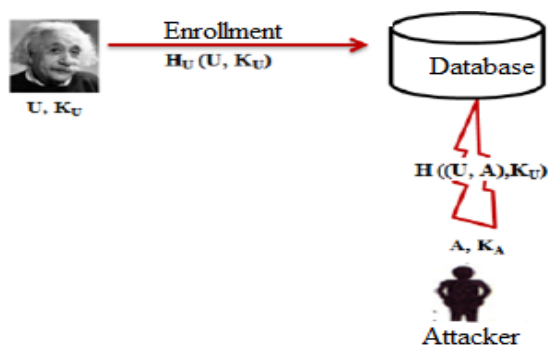 Enrollment
H_U (U, K_U)
U, K_U
Database
H ((U, A),K_U)
A, K_A
Attacker